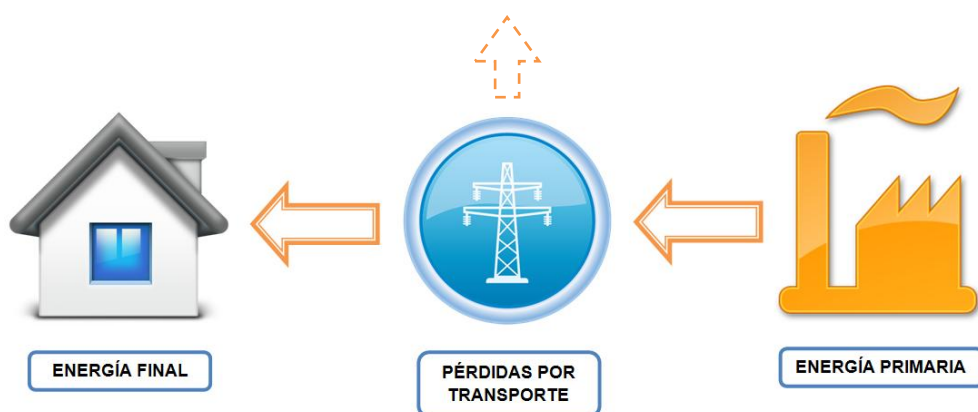 ENERGÍA FINAL
PÉRDIDAS POR
TRANSPORTE
ENERGÍA PRIMARIA